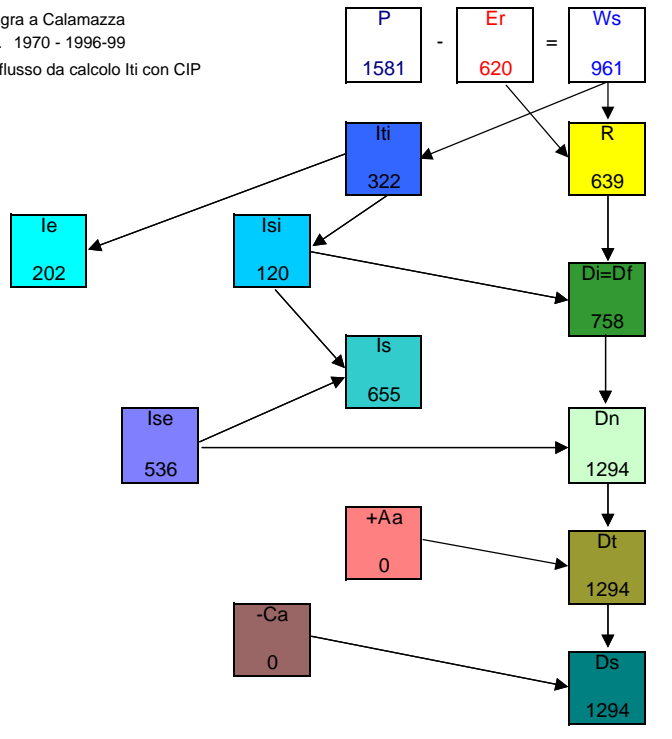 gra a Calamazza
. 1970 - 1996-99
flusso da calcolo Iti con CIP
P - Er = Ws
1581 620 961
Iti R
322 639
Ie Isi
202 120
Di=Df
758
Is
655
Ise Dn
536 1294
+Aa
0
Dt
1294
-Ca
0
Ds
1294